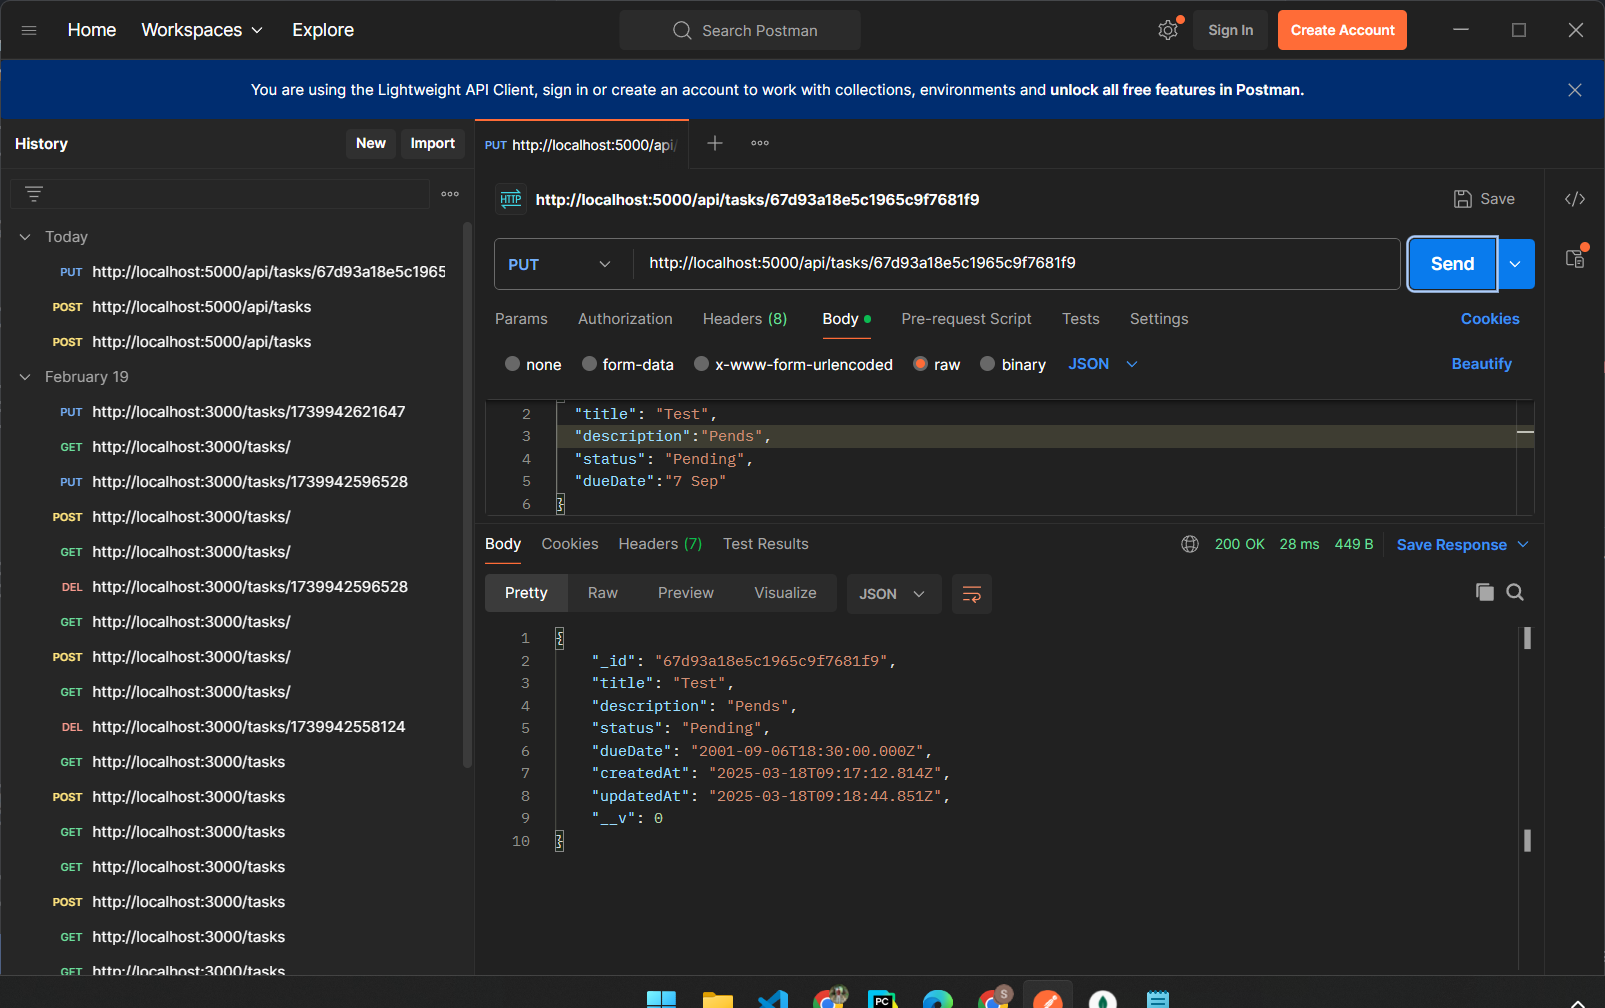 Home
Workspaces
Explore
Search Postman
Sign In
Create Account
You are using the Lightweight API Client, sign in or create an account to work with collections, environments and unlock all free features in Postman.
History
New
Import
PUT http://localhost:5000/api/
HTTP
http://localhost:5000/api/tasks/67d93a18e5c1965c9f7681f9
Save
</>
Today
PUT http://localhost:5000/api/tasks/67d93a18e5c1965
POST http://localhost:5000/api/tasks
POST http://localhost:5000/api/tasks
February 19
PUT http://localhost:3000/tasks/1739942621647
GET http://localhost:3000/tasks/
PUT http://localhost:3000/tasks/1739942596528
POST http://localhost:3000/tasks/
GET http://localhost:3000/tasks/
DEL http://localhost:3000/tasks/1739942596528
GET http://localhost:3000/tasks/
POST http://localhost:3000/tasks/
GET http://localhost:3000/tasks/
DEL http://localhost:3000/tasks/1739942558124
GET http://localhost:3000/tasks
POST http://localhost:3000/tasks
GET http://localhost:3000/tasks
GET http://localhost:3000/tasks
POST http://localhost:3000/tasks
GET http://localhost:3000/tasks
GET http://localhost:3000/tasks
PUT
http://localhost:5000/api/tasks/67d93a18e5c1965c9f7681f9
Send
Params
Authorization
Headers (8)
Body
Pre-request Script
Tests
Settings
Cookies
none
form-data
x-www-form-urlencoded
raw
binary
JSON
Beautify
2 "title": "Test",
3 "description":"Pends",
4 "status": "Pending",
5 "dueDate":"7 Sep"
6 }
Body
Cookies
Headers (7)
Test Results
200 OK
28 ms
449 B
Save Response
Pretty
Raw
Preview
Visualize
JSON
1 {
2 "_id": "67d93a18e5c1965c9f7681f9",
3 "title": "Test",
4 "description": "Pends",
5 "status": "Pending",
6 "dueDate": "2001-09-06T18:30:00.000Z",
7 "createdAt": "2025-03-18T09:17:12.814Z",
8 "updatedAt": "2025-03-18T09:18:44.851Z",
9 "__v": 0
10 }
PC
S